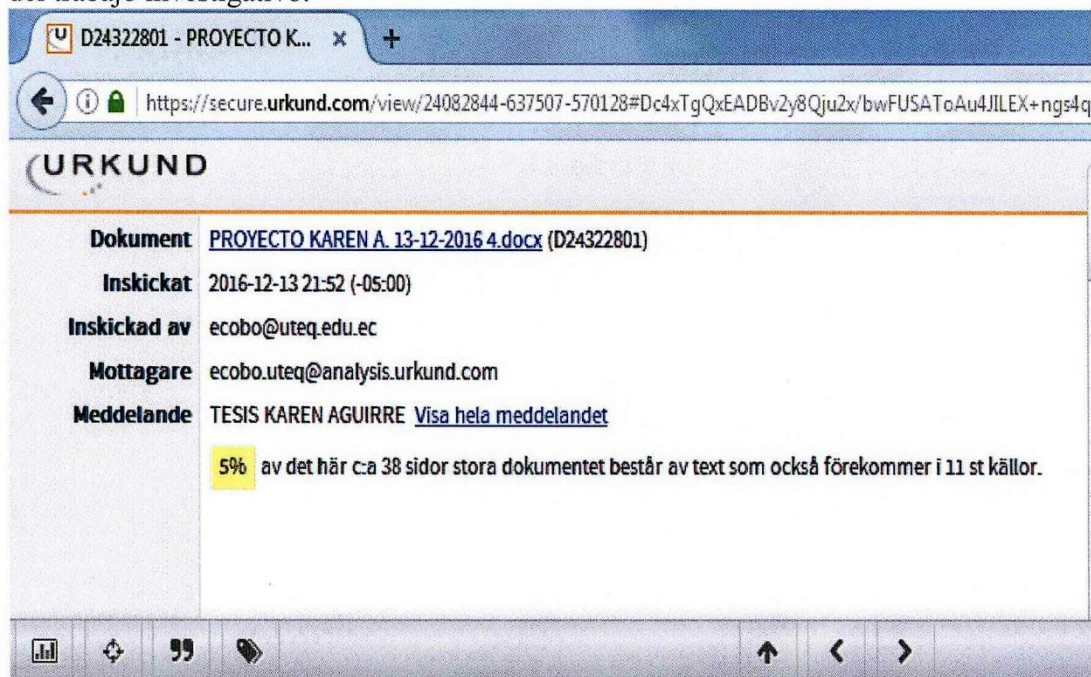 D24322801 - PROYECTO K... × +
https://secure.urkund.com/view/24082844-637507-570128#Dc4xTgQxEADBv2y8Qju2x/bwFUSAToAu4JILEX+ngs4q
URKUND
Dokument PROYECTO KAREN A. 13-12-2016 4.docx (D24322801)
Inskickat 2016-12-13 21:52 (-05:00)
Inskickad av ecobo@uteq.edu.ec
Mottagare ecobo.uteq@analysis.urkund.com
Meddelande TESIS KAREN AGUIRRE Visa hela meddelandet
5% av det här c:a 38 sidor stora dokumentet består av text som också förekommer i 11 st källor.